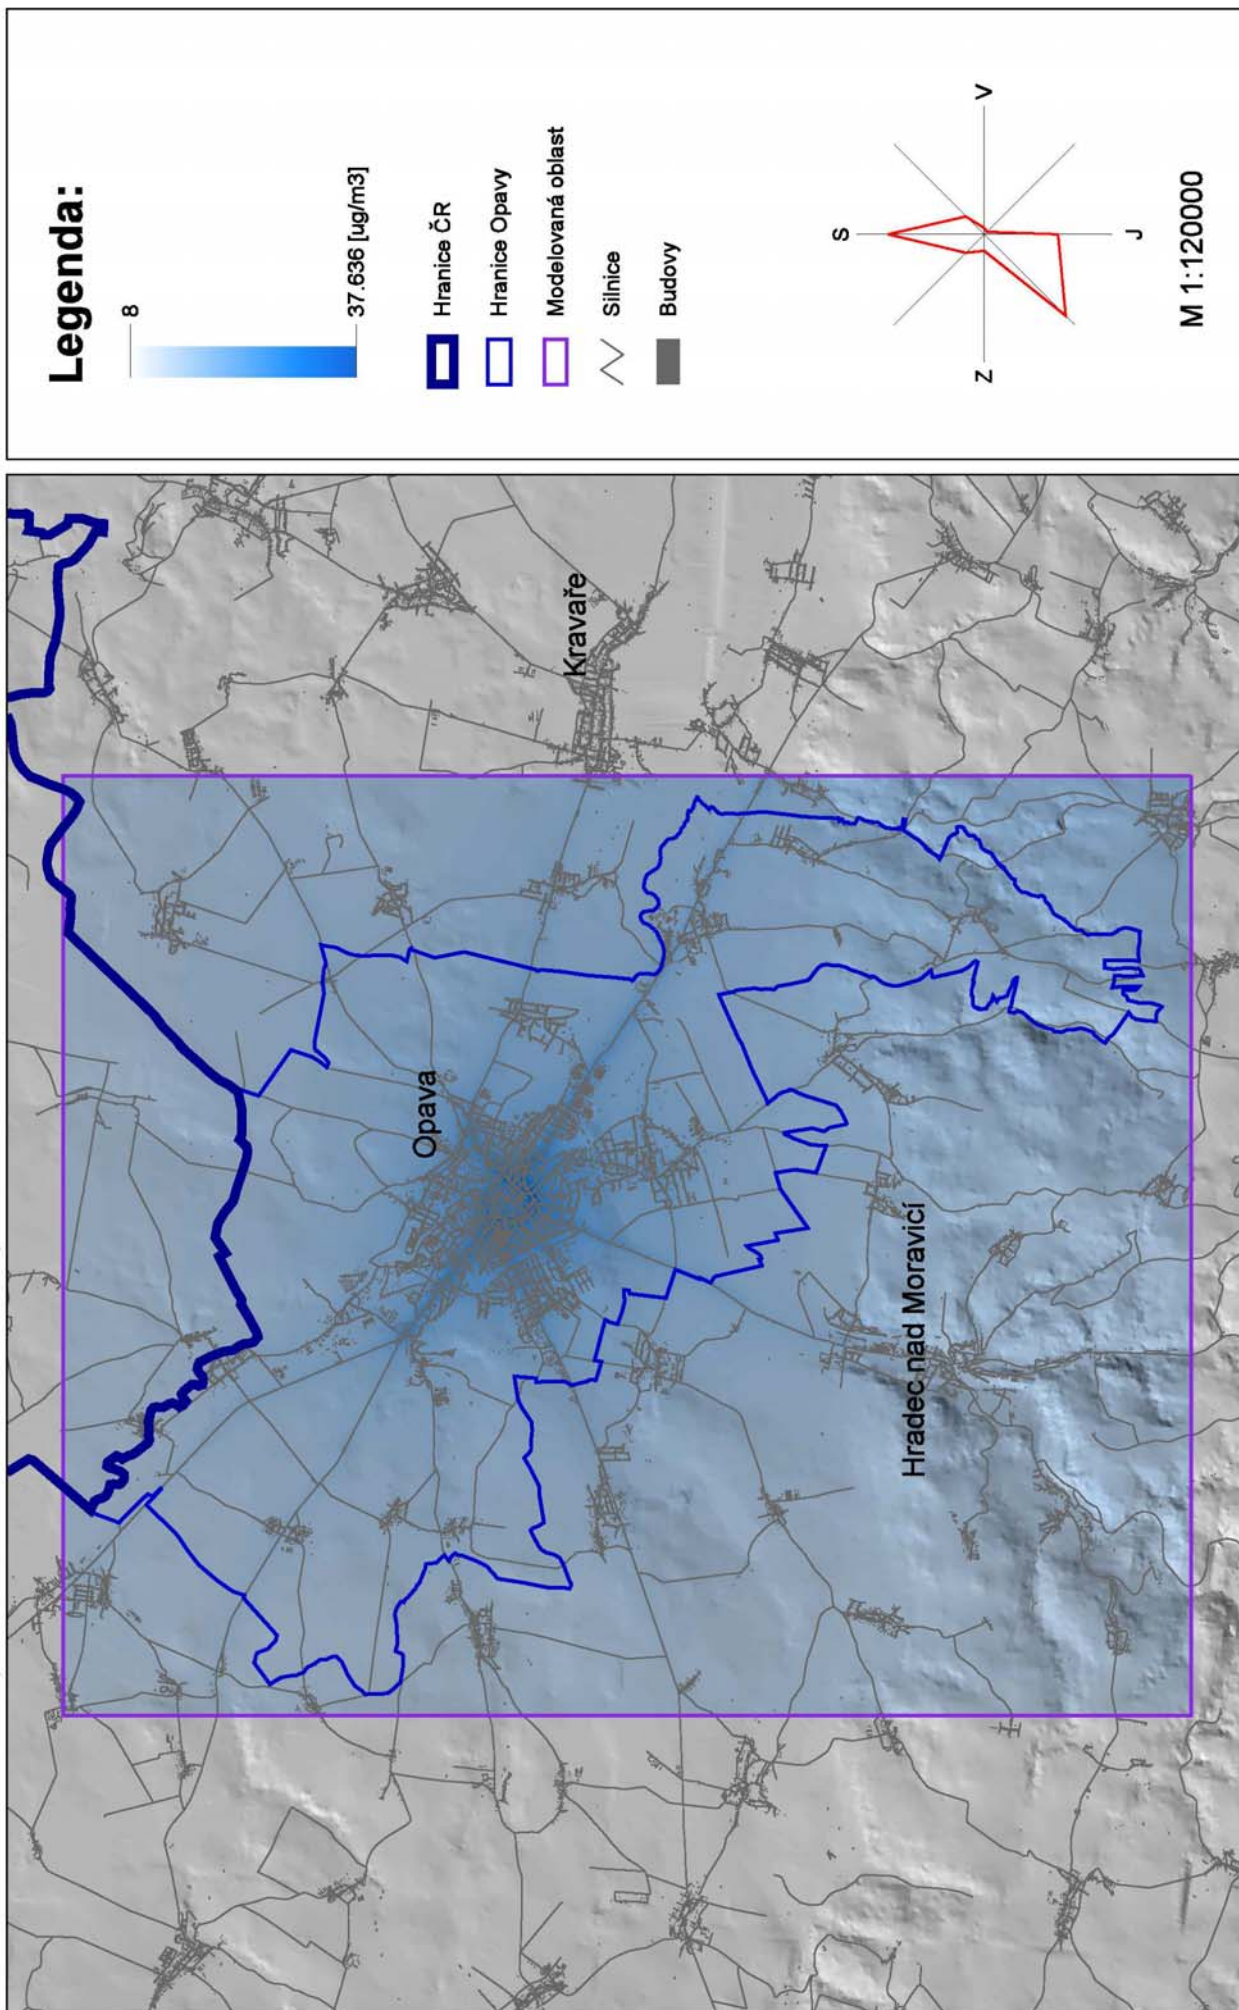 Legenda:
8
37.636 [ug/m3]
Hranice ČR
Hranice Opavy
Modelovaná oblast
Silnice
Budovy
S
V
Z
J
M 1:120000
Opava
Kravaře
Hradec nad Moravicí